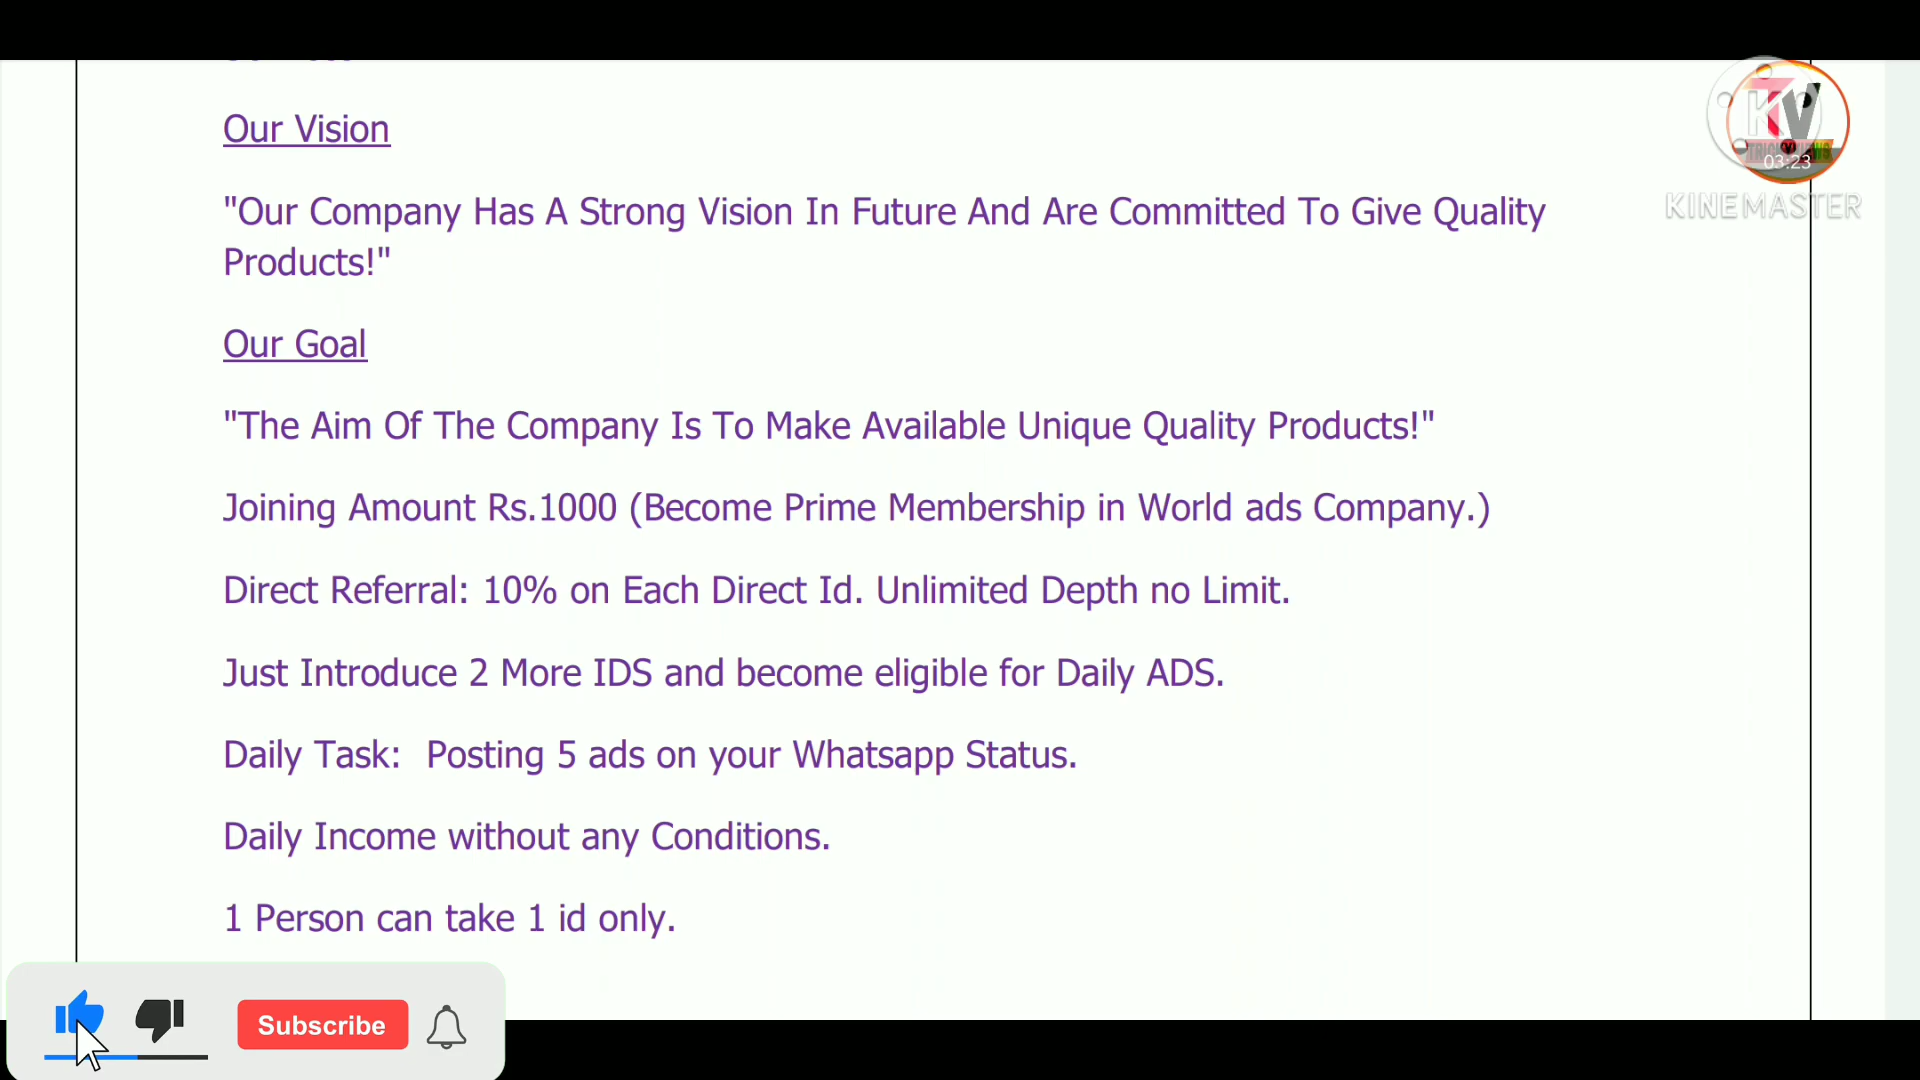 Our Vision
"Our Company Has A Strong Vision In Future And Are Committed To Give Quality
Products!"
Our Goal
"The Aim Of The Company Is To Make Available Unique Quality Products!"
Joining Amount Rs.1000 (Become Prime Membership in World ads Company.)
Direct Referral: 10% on Each Direct Id. Unlimited Depth no Limit.
Just Introduce 2 More IDS and become eligible for Daily ADS.
Daily Task:  Posting 5 ads on your Whatsapp Status.
Daily Income without any Conditions.
1 Person can take 1 id only.
03:23
KINEMASTER
Subscribe